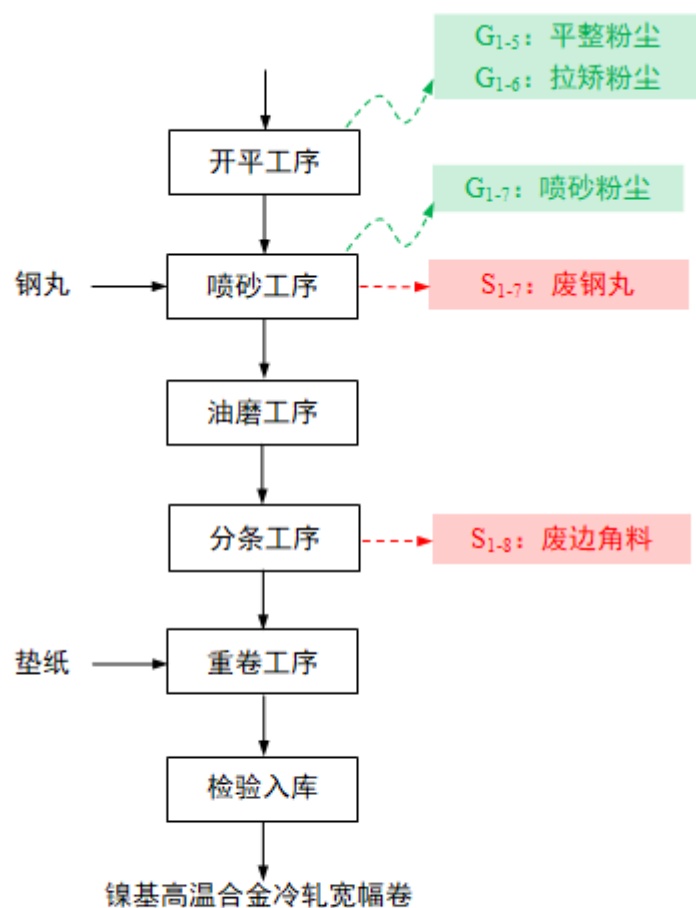 G₁₋₅：平整粉尘
G₁₋₆：拉矫粉尘
开平工序
G₁₋₇：喷砂粉尘
钢丸
喷砂工序
S₁₋₇：废钢丸
油磨工序
分条工序
S₁₋₈：废边角料
垫纸
重卷工序
检验入库
镍基高温合金冷轧宽幅卷